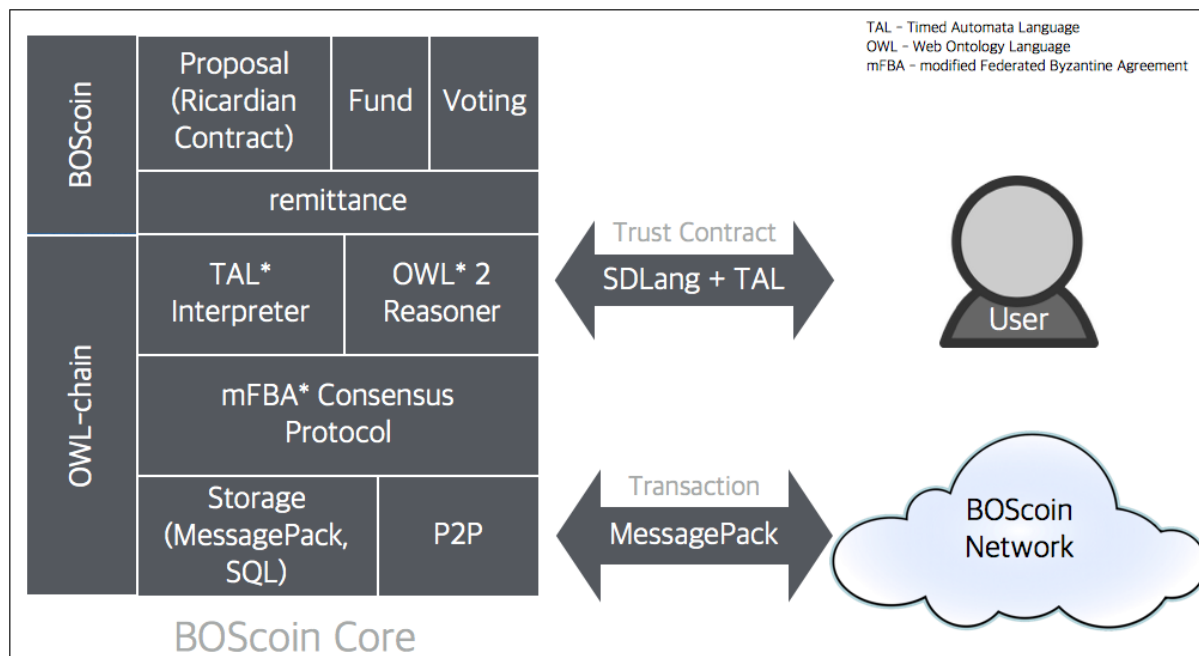 TAL - Timed Automata Language
OWL - Web Ontology Language
mFBA - modified Federated Byzantine Agreement
BOScoin
Proposal
(Ricardian
Contract)
Fund
Voting
remittance
OWL-chain
TAL*
Interpreter
OWL* 2
Reasoner
mFBA* Consensus
Protocol
Storage
(MessagePack,
SQL)
P2P
BOScoin Core
Trust Contract
SDLang + TAL
User
Transaction
MessagePack
BOScoin
Network